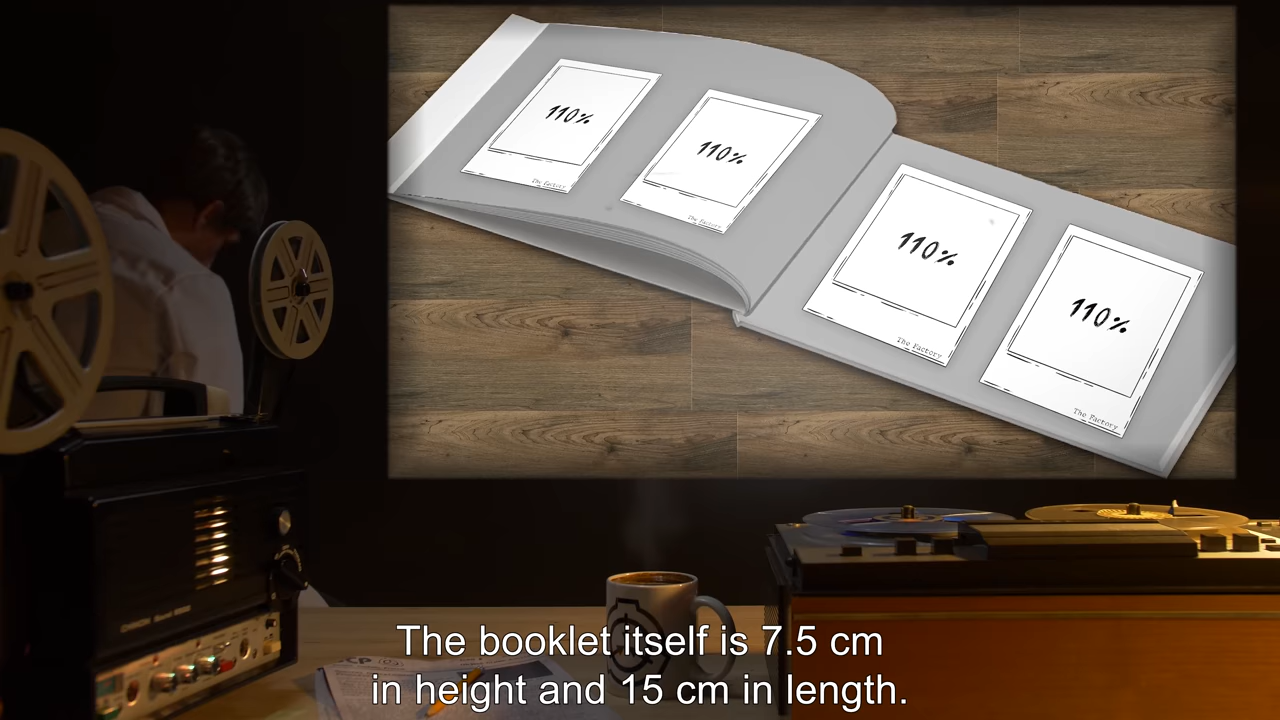 110%
The Factory
110%
The Factory
110%
The Factory
110%
The Factory
The booklet itself is 7.5 cm
in height and 15 cm in length.